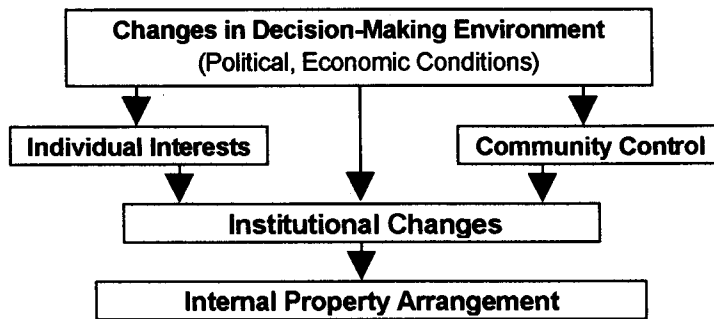 Changes in Decision-Making Environment
(Political, Economic Conditions)
Individual Interests
Community Control
Institutional Changes
Internal Property Arrangement